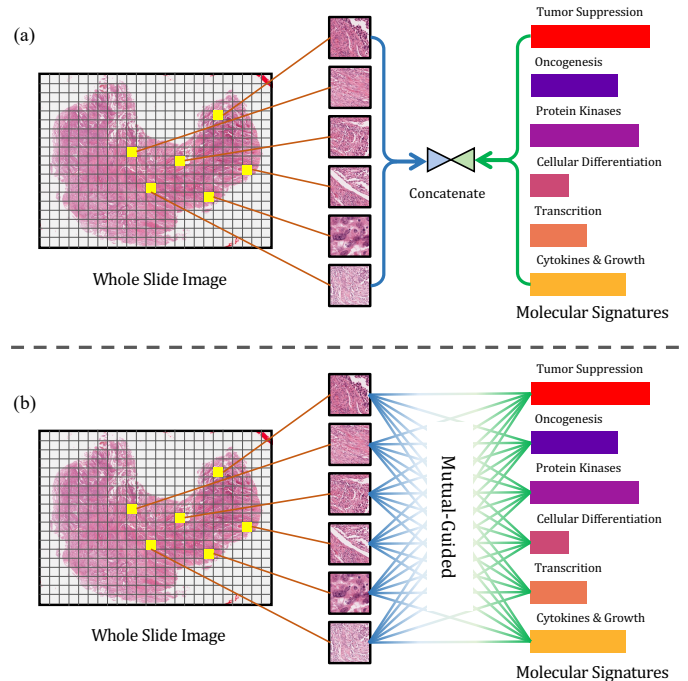 (a)
Tumor Suppression
Oncogenesis
Protein Kinases
Cellular Differentiation
Concatenate
Transcrition
Cytokines & Growth
Whole Slide Image
Molecular Signatures
(b)
Tumor Suppression
Oncogenesis
Protein Kinases
Mutual-Guided
Cellular Differentiation
Transcrition
Cytokines & Growth
Whole Slide Image
Molecular Signatures